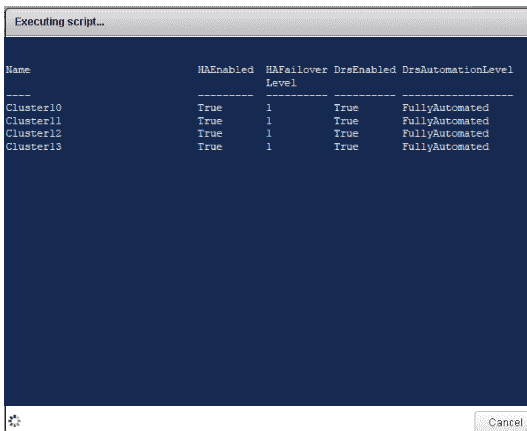 Executing script...
Name HAEnabled HAFailover DrsEnabled DrsAutomationLevel
Level
---- --------- ---------- ---------- ------------------
Cluster10 True 1 True FullyAutomated
Cluster11 True 1 True FullyAutomated
Cluster12 True 1 True FullyAutomated
Cluster13 True 1 True FullyAutomated
Cancel